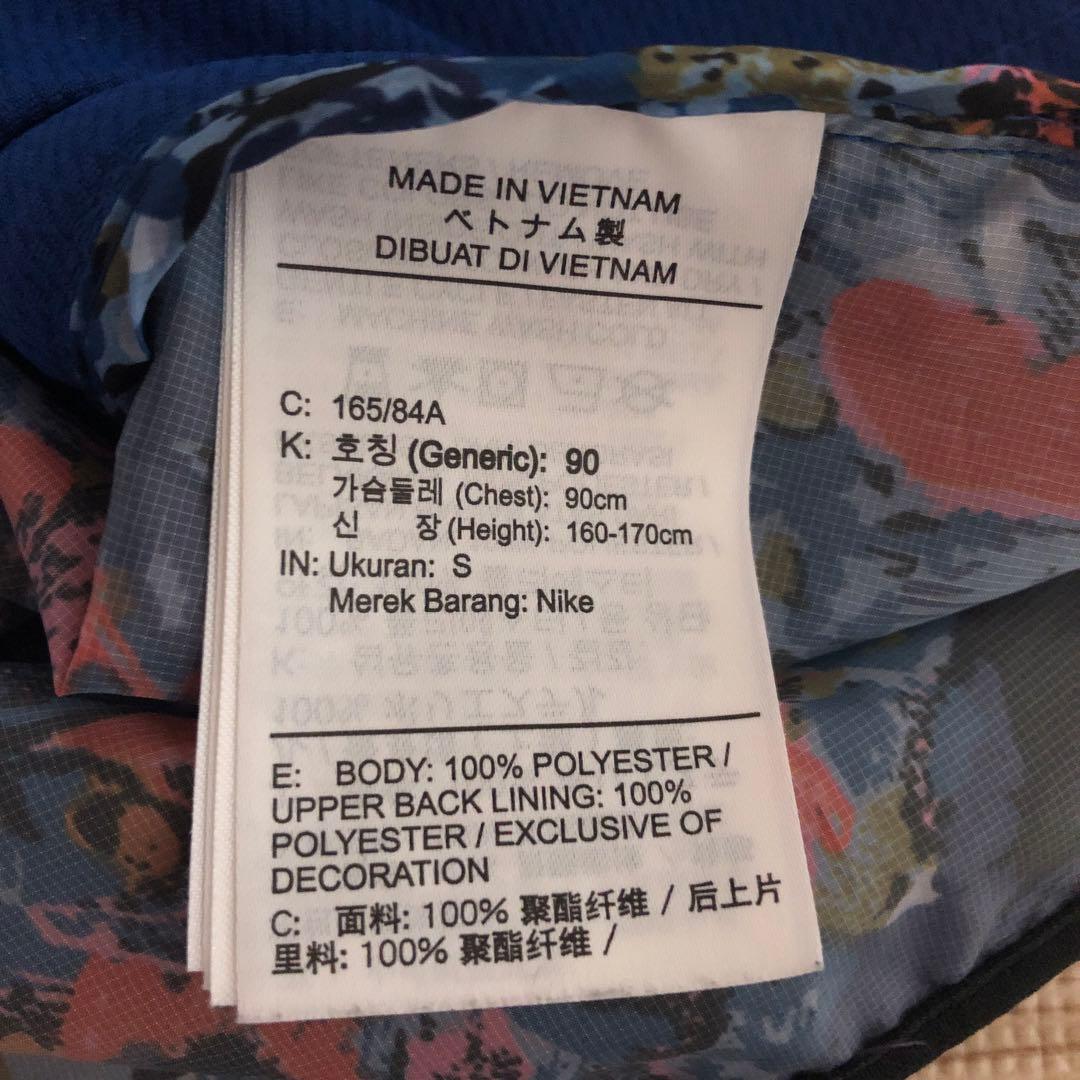 MADE IN VIETNAM
ベトナム製
DIBUAT DI VIETNAM
C: 165/84A
K: 호칭 (Generic): 90
가슴둘레 (Chest): 90cm
신 장 (Height): 160-170cm
IN: Ukuran: S
Merek Barang: Nike
E: BODY: 100% POLYESTER /
UPPER BACK LINING: 100%
POLYESTER / EXCLUSIVE OF
DECORATION
C: 面料: 100% 聚酯纤维 / 后上片
里料: 100% 聚酯纤维 /